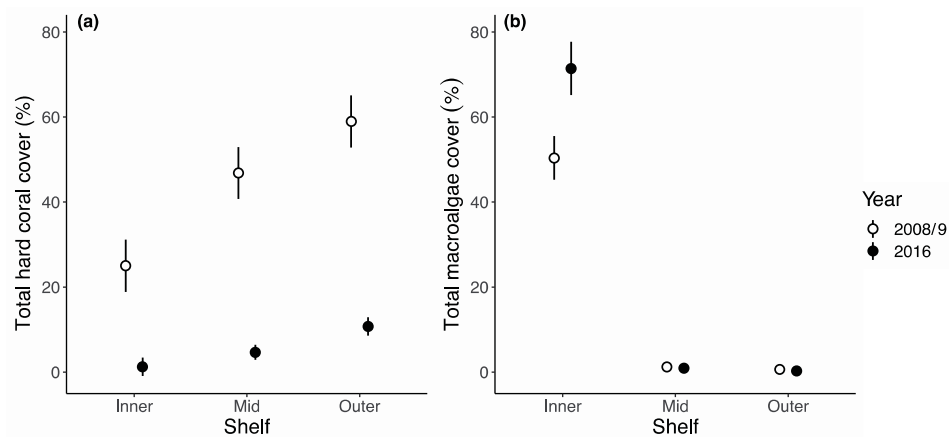 (a)
Total hard coral cover (%)
80
60
40
20
0
Inner Mid Outer
Shelf
(b)
Total macroalgae cover (%)
80
60
40
20
0
Inner Mid Outer
Shelf
Year
2008/9
2016